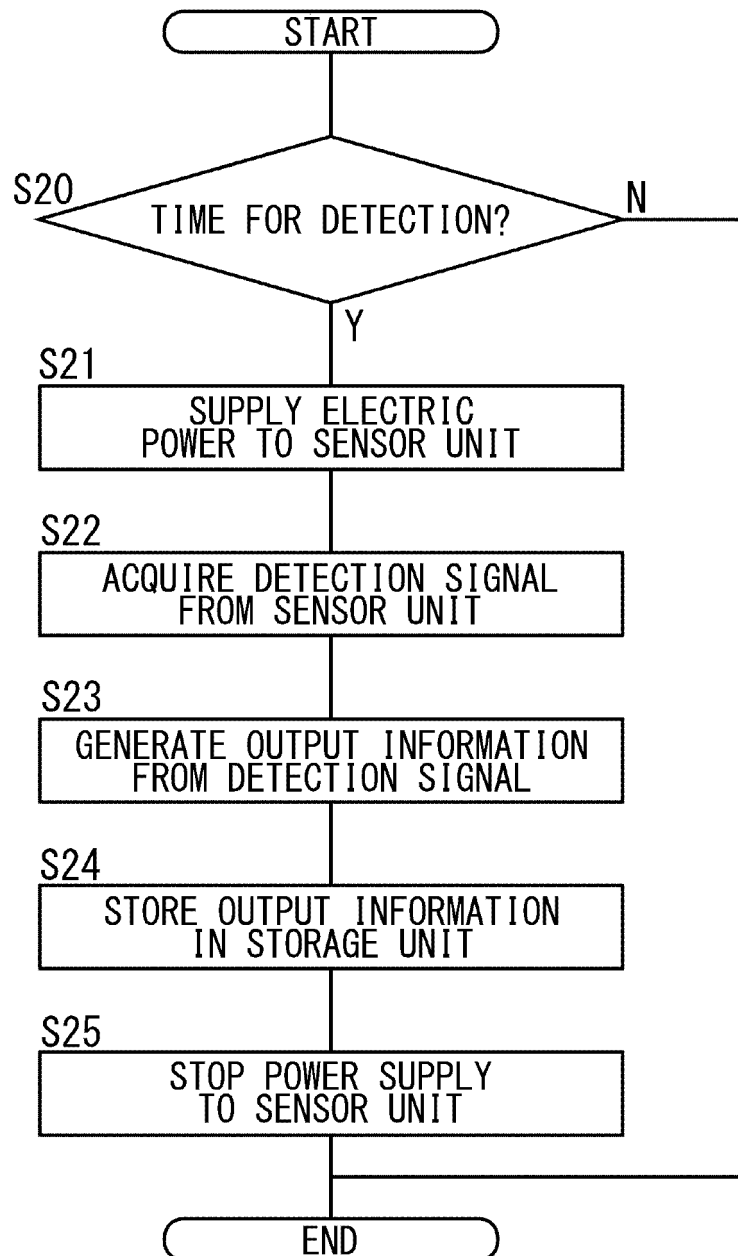 START
S20
TIME FOR DETECTION?
N
Y
S21
SUPPLY ELECTRIC
POWER TO SENSOR UNIT
S22
ACQUIRE DETECTION SIGNAL
FROM SENSOR UNIT
S23
GENERATE OUTPUT INFORMATION
FROM DETECTION SIGNAL
S24
STORE OUTPUT INFORMATION
IN STORAGE UNIT
S25
STOP POWER SUPPLY
TO SENSOR UNIT
END